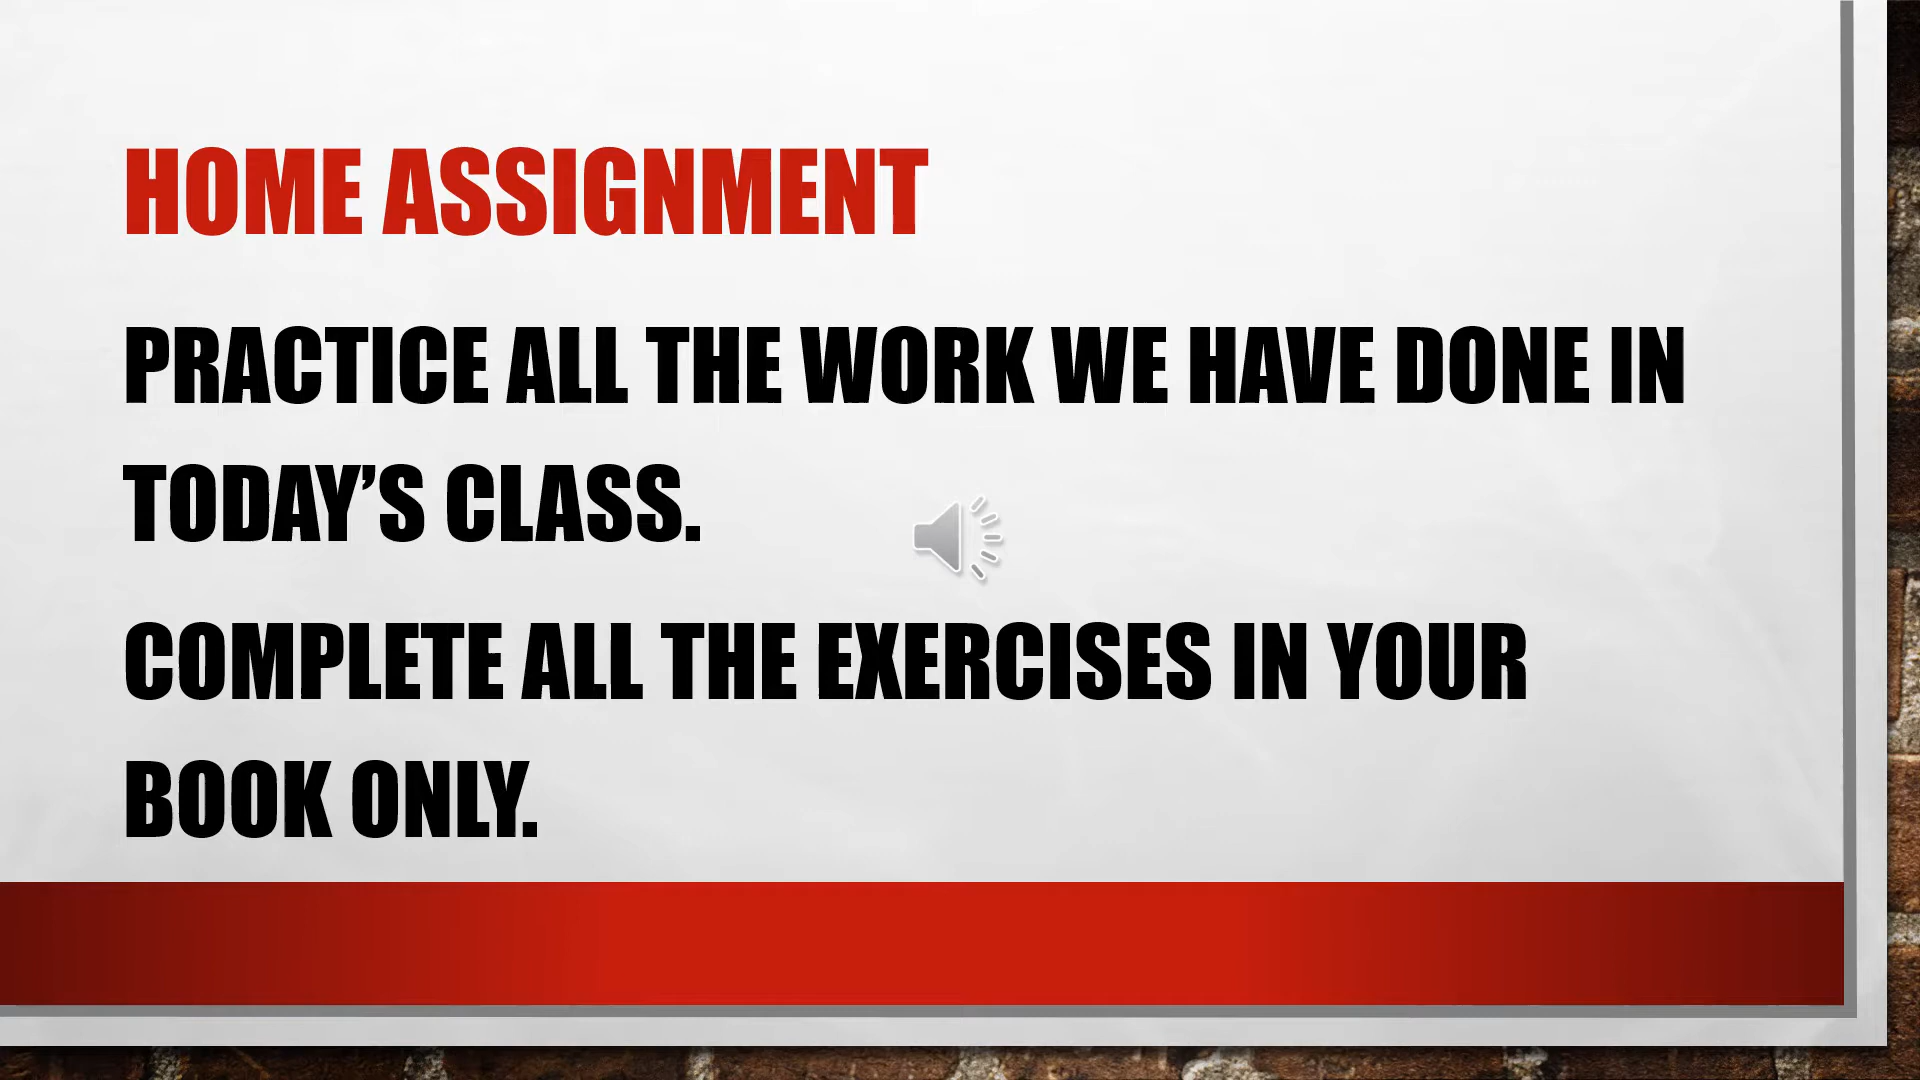 HOME ASSIGNMENT
PRACTICE ALL THE WORK WE HAVE DONE IN
TODAY’S CLASS.
COMPLETE ALL THE EXERCISES IN YOUR
BOOK ONLY.